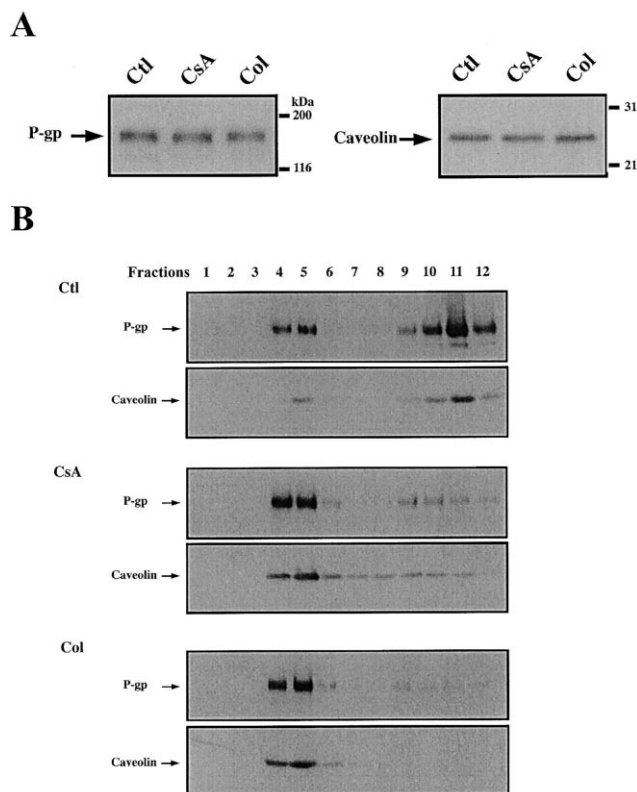 A
Ctl CsA Col
kDa
200
P-gp
116
Ctl CsA Col
31
Caveolin
21
B
Fractions 1 2 3 4 5 6 7 8 9 10 11 12
Ctl
P-gp
Caveolin
CsA
P-gp
Caveolin
Col
P-gp
Caveolin